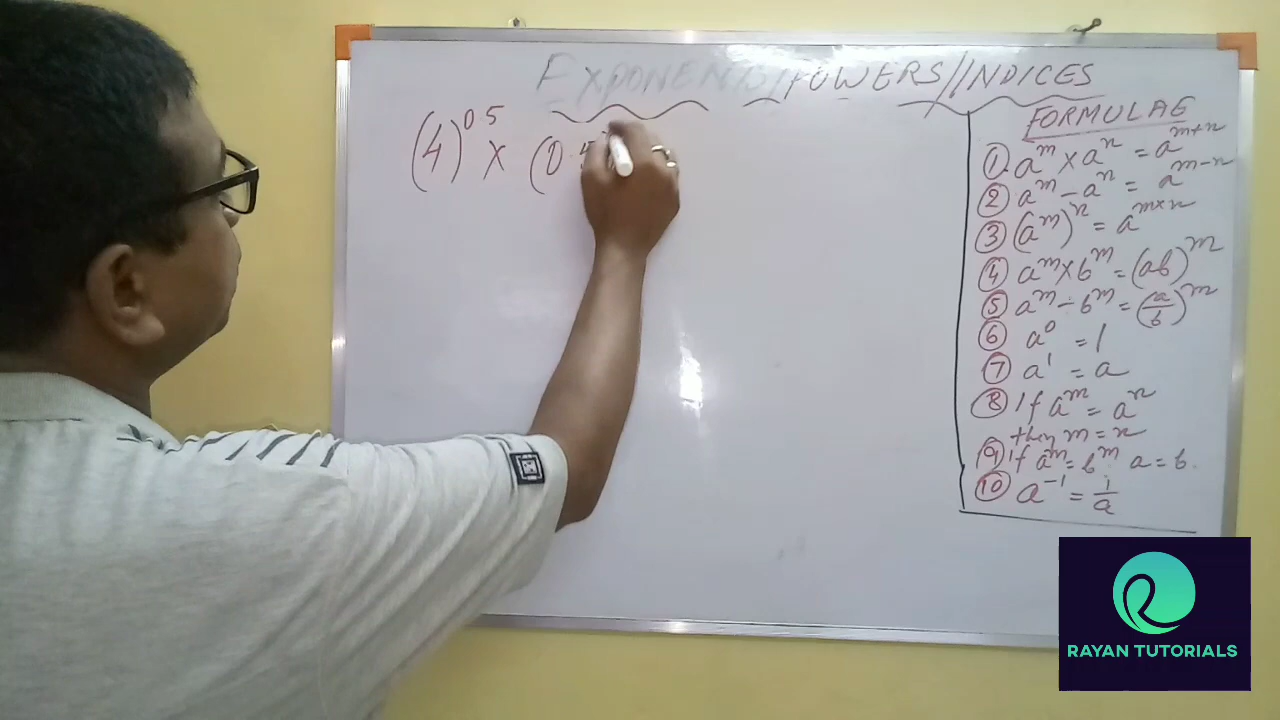 EXPONENTS/POWERS//INDICES
(4)^0.5 × (0.5
FORMULAE
① a^m × a^n = a^{m+n}
② a^m - a^n = a^{m-n}
③ (a^m)^n = a^{m×n}
④ a^m × b^m = (ab)^m
⑤ a^m ÷ b^m = (a/b)^m
⑥ a^0 = 1
⑦ a^1 = a
⑧ If a^m = a^n
then m = n
⑨ If a^m = b^m a = b.
⑩ a^{-1} = 1/a
RAYAN TUTORIALS